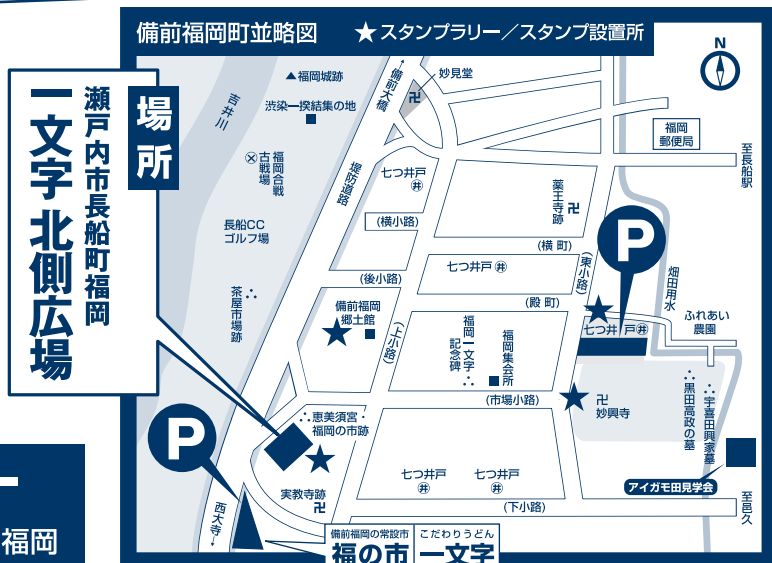 備前福岡町並略図
★スタンプラリー／スタンプ設置所
N
場所
瀬戸内市長船町福岡
一文字 北側広場
▲福岡城跡
渋染一揆結集の地
吉井川
福岡合戦
古戦場
長船CC
ゴルフ場
茶屋市場跡
↑備前大橋
堤防道路
妙見堂
福岡
郵便局
至長船駅
七つ井戸
井
(横小路)
薬王寺跡
(横町)
(後小路)
七つ井戸 井
(東小路)
P
(殿町)
畑田用水
備前福岡
郷土館
(上小路)
福岡一文字
記念碑
福岡集会所
七つ井戸井
ふれあい
農園
(市場小路)
妙興寺
黒田高政の墓
宇喜田興家墓
恵美須宮・
福岡の市跡
P
七つ井戸
井
七つ井戸
井
アイガモ田見学会
実教寺跡
(下小路)
至邑久
西大寺↓
備前福岡の常設市
福の市
こだわりうどん
一文字
福岡